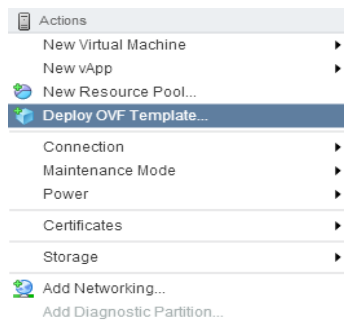 Actions
New Virtual Machine
New vApp
New Resource Pool...
Deploy OVF Template...
Connection
Maintenance Mode
Power
Certificates
Storage
Add Networking...
Add Diagnostic Partition...